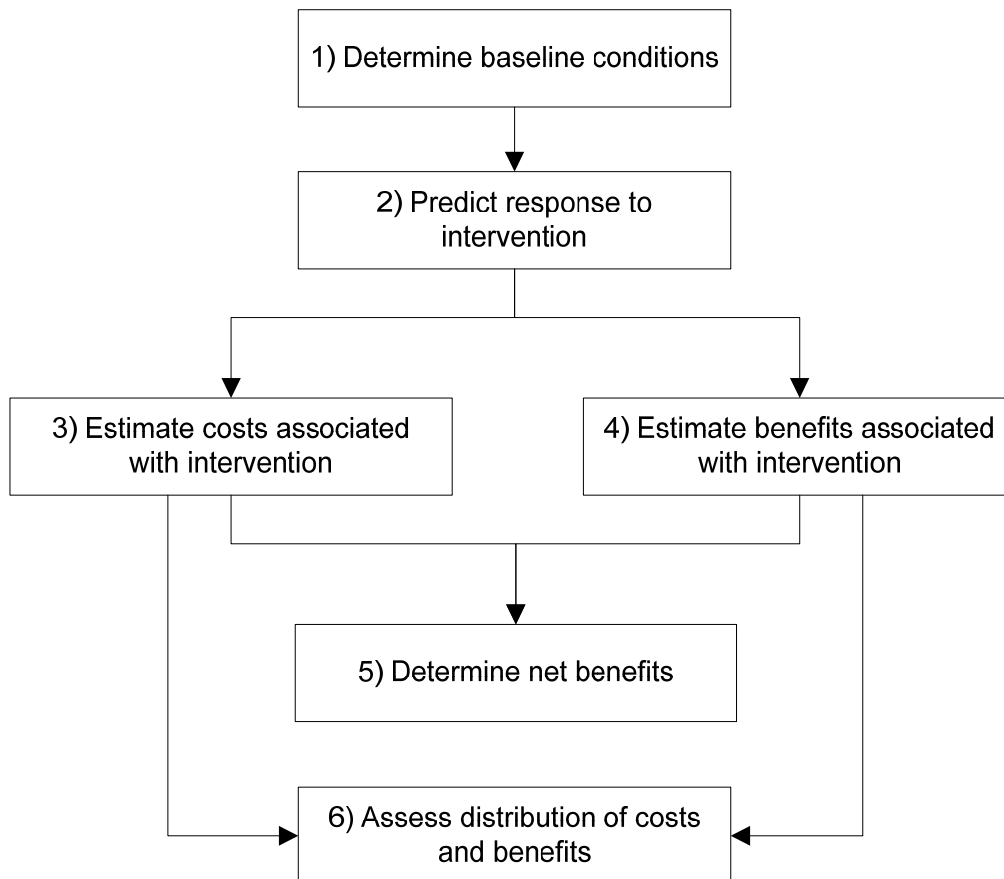 1) Determine baseline conditions
2) Predict response to
intervention
3) Estimate costs associated
with intervention
4) Estimate benefits associated
with intervention
5) Determine net benefits
6) Assess distribution of costs
and benefits